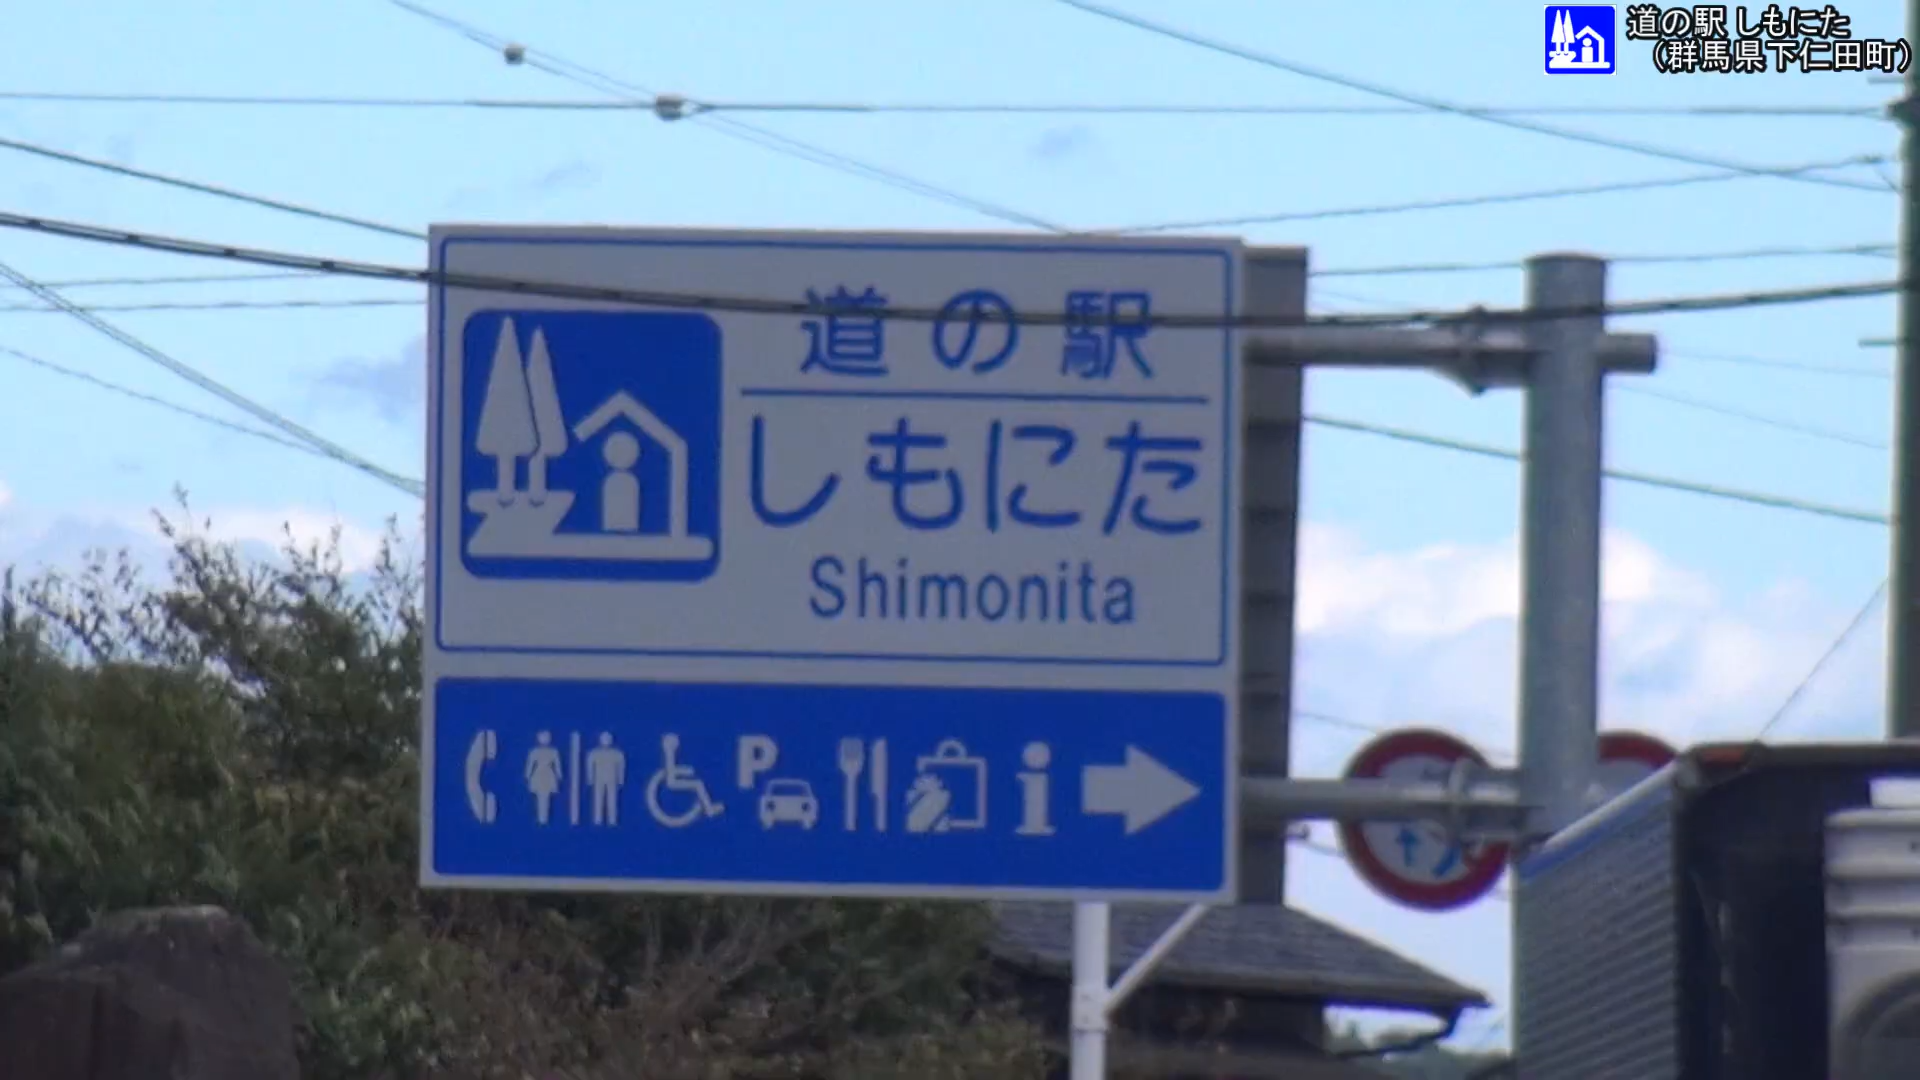 道の駅 しもにた
（群馬県下仁田町）
道の駅
しもにた
Shimonita
P
i